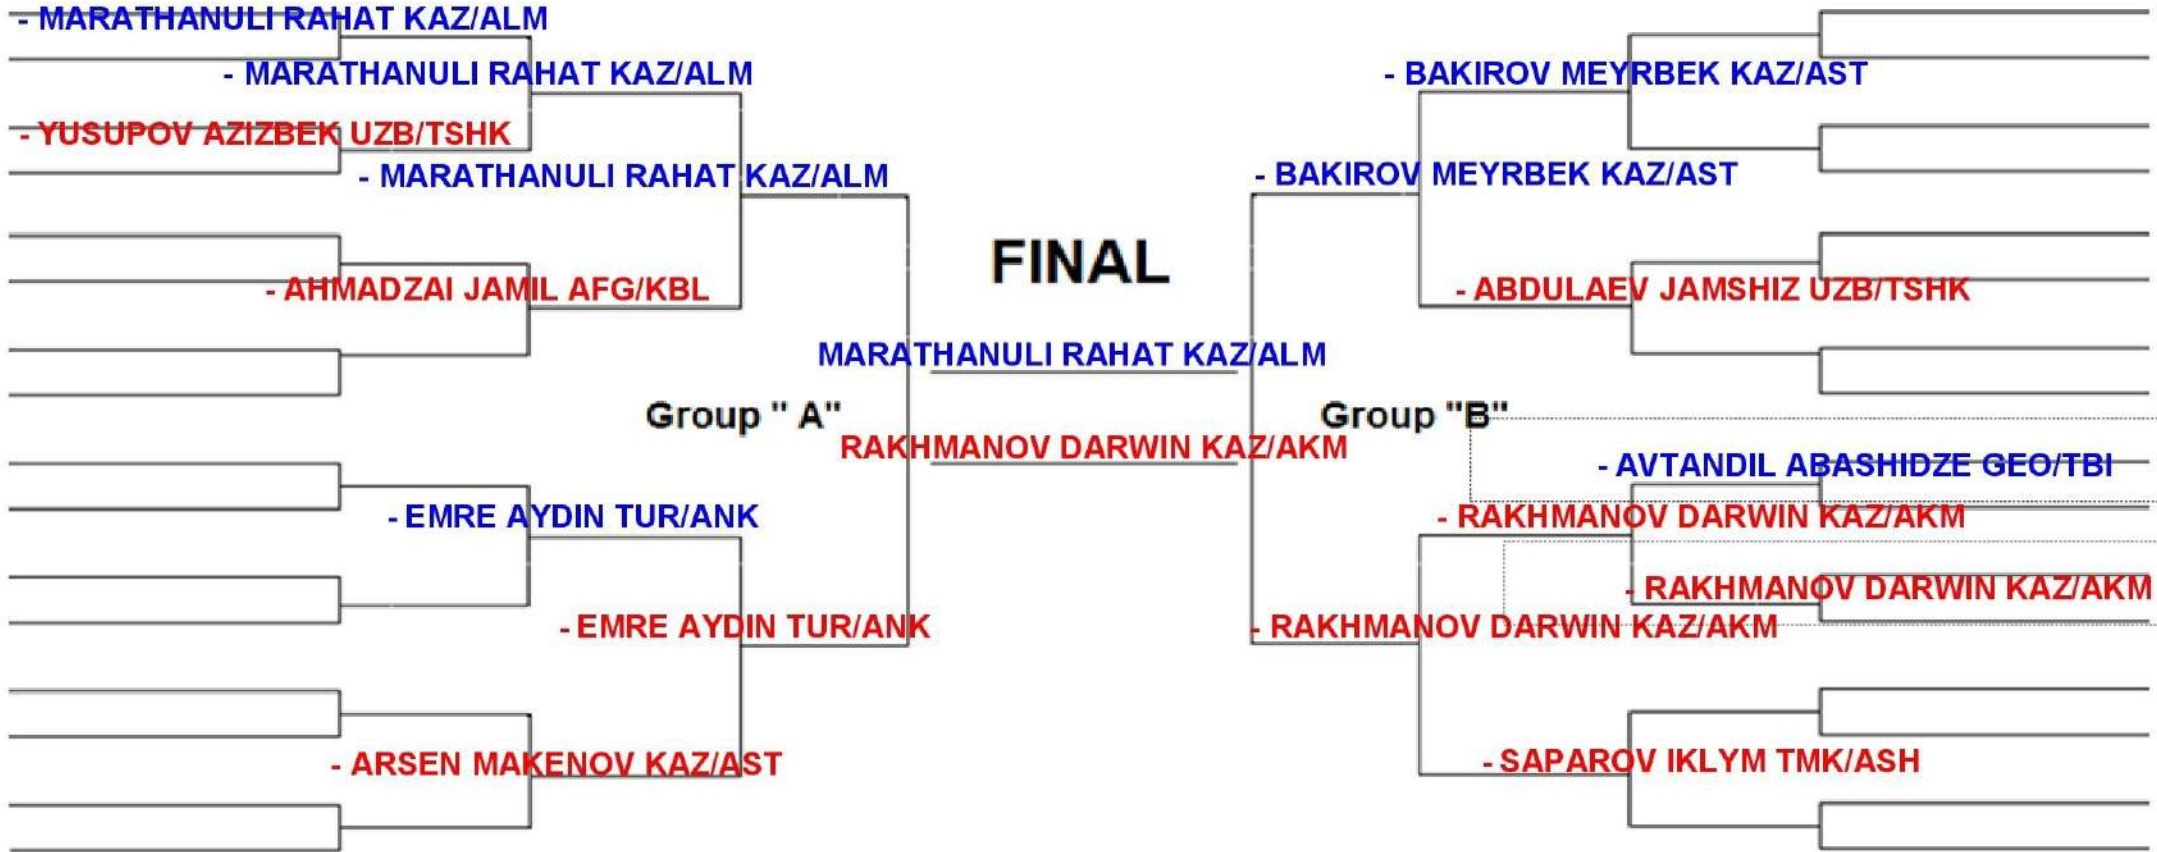 - MARATHANULI RAHAT KAZ/ALM
- MARATHANULI RAHAT KAZ/ALM
- YUSUPOV AZIZBEK UZB/TSHK
- MARATHANULI RAHAT KAZ/ALM
- AHMADZAI JAMIL AFG/KBL
- EMRE AYDIN TUR/ANK
- EMRE AYDIN TUR/ANK
- ARSEN MAKENOV KAZ/AST
Group " A"
FINAL
MARATHANULI RAHAT KAZ/ALM
RAKHMANOV DARWIN KAZ/AKM
Group "B"
- BAKIROV MEYRBEK KAZ/AST
- BAKIROV MEYRBEK KAZ/AST
- ABDULAEV JAMSHIZ UZB/TSHK
- AVTANDIL ABASHIDZE GEO/TBI
- RAKHMANOV DARWIN KAZ/AKM
- RAKHMANOV DARWIN KAZ/AKM
- RAKHMANOV DARWIN KAZ/AKM
- SAPAROV IKLYM TMK/ASH